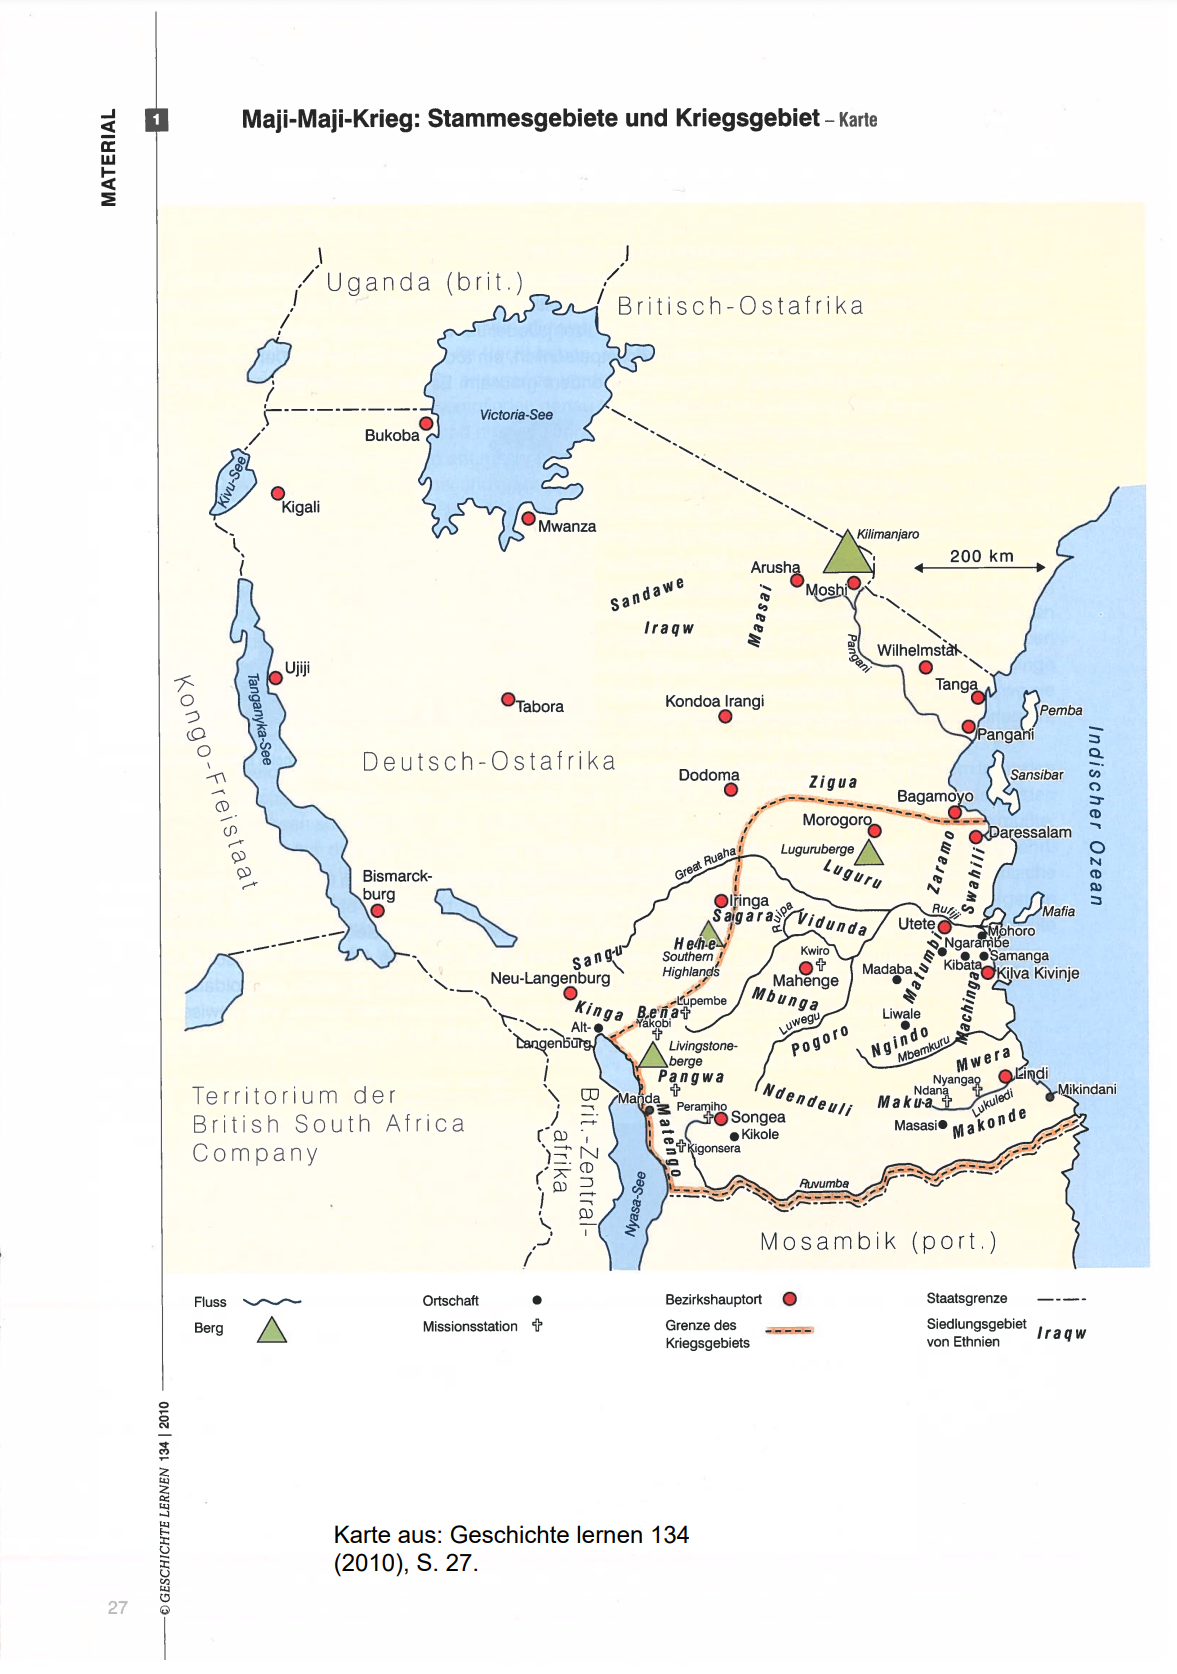 MATERIAL
1
Maji-Maji-Krieg: Stammesgebiete und Kriegsgebiet – Karte
Uganda (brit.)
Britisch-Ostafrika
Victoria-See
Bukoba
Kivu-See
Kigali
Mwanza
Kilimanjaro
200 km
Arusha
Moshi
Sandawe
Maasai
Iraqw
Pangani
Wilhelmstal
Ujiji
Tanga
Kongo-Freistaat
Tanganyka-See
Tabora
Kondoa Irangi
Pemba
Pangani
Indischer Ozean
Deutsch-Ostafrika
Dodoma
Zigua
Sansibar
Bagamoyo
Morogoro
Daressalam
Luguruberge
Great Ruaha
Luguru
Zaramo
Swahili
Bismarck-
burg
Iringa
Sagara
Ruipa
Vidunda
Rufiji
Mafia
Utete
Mohoro
Hehe
Ngarambe
Kwiro
Matumbi
Southern
Highlands
Sangu
Kibata
Samanga
Madaba
Kilva Kivinje
Neu-Langenburg
Mahenge
Machinga
Mbunga
Lupembe
Kinga
Bena
Yakobi
Luwegu
Liwale
Alt-
Langenburg
Livingstone-
berge
Pogoro
Ngindo
Mbemkuru
Mwera
Pangwa
Lindi
Nyangao
Ndana
Mikindani
Territorium der
British South Africa
Company
Brit.-Zentral-
afrika
Manda
Matengo
Peramiho
Songea
Ndendeuli
Makua
Lukuledi
Kikole
Masasi
Makonde
Kigonsera
Nyasa-See
Ruvumba
Mosambik (port.)
Fluss
Ortschaft
Bezirkshauptort
Staatsgrenze
Berg
Missionsstation
Grenze des
Kriegsgebiets
Siedlungsgebiet
von Ethnien
Iraqw
© GESCHICHTE LERNEN 134 | 2010
Karte aus: Geschichte lernen 134
(2010), S. 27.
27